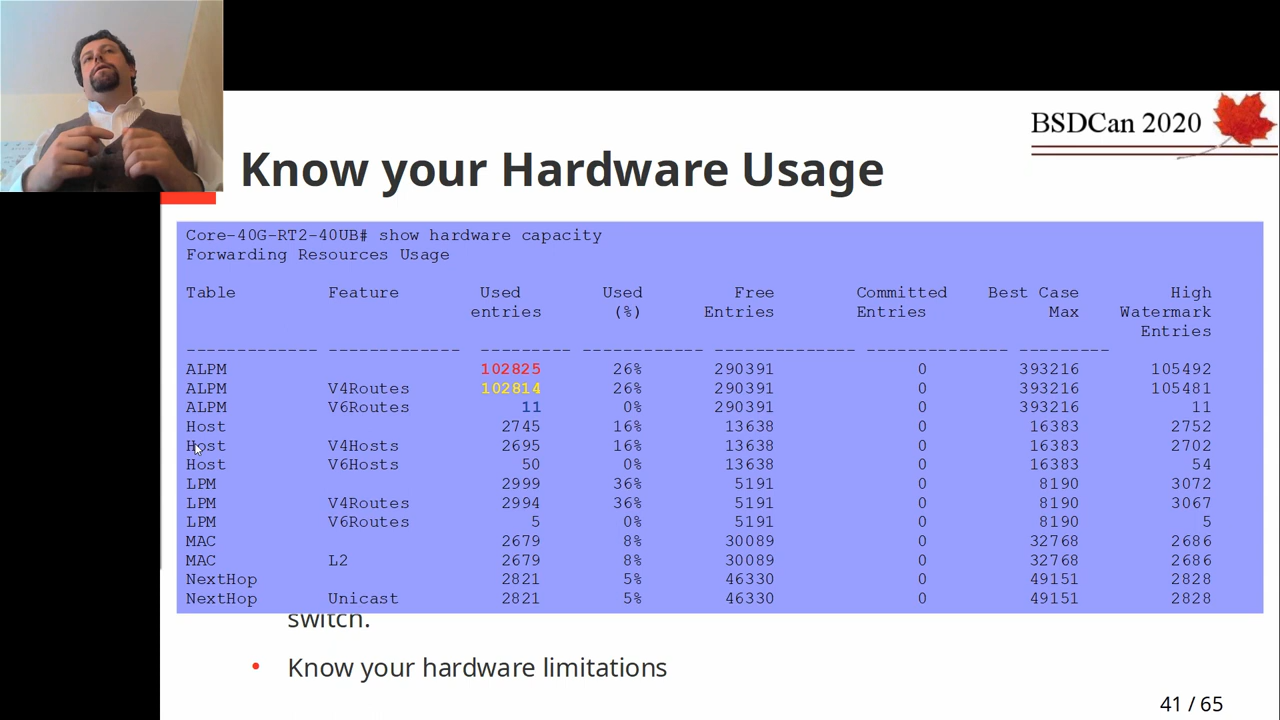 BSDCan 2020
Know your Hardware Usage
Core-40G-RT2-40UB# show hardware capacity
Forwarding Resources Usage
Table Feature Used Used Free Committed Best Case High
entries (%) Entries Entries Max Watermark
Entries
------------- ------------- --------- ------------ -------------- -------------- ---------
ALPM 102825 26% 290391 0 393216 105492
ALPM V4Routes 102814 26% 290391 0 393216 105481
ALPM V6Routes 11 0% 290391 0 393216 11
Host 2745 16% 13638 0 16383 2752
Host V4Hosts 2695 16% 13638 0 16383 2702
Host V6Hosts 50 0% 13638 0 16383 54
LPM 2999 36% 5191 0 8190 3072
LPM V4Routes 2994 36% 5191 0 8190 3067
LPM V6Routes 5 0% 5191 0 8190 5
MAC 2679 8% 30089 0 32768 2686
MAC L2 2679 8% 30089 0 32768 2686
NextHop 2821 5% 46330 0 49151 2828
NextHop Unicast 2821 5% 46330 0 49151 2828
switch.
• Know your hardware limitations
41 / 65